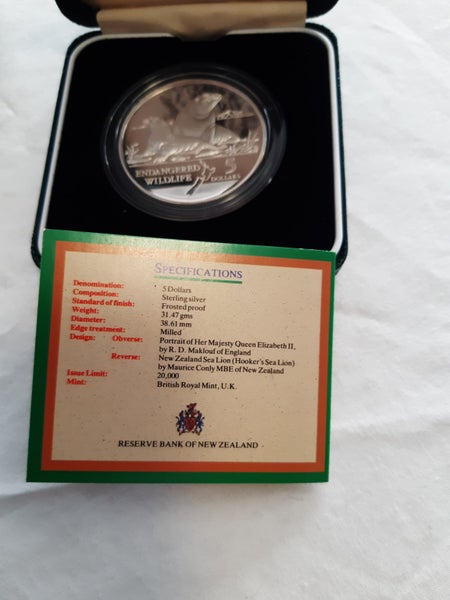 ENDANGERED
WILDLIFE
5
DOLLARS
SPECIFICATIONS
Denomination: 5 Dollars
Composition: Sterling silver
Standard of finish: Frosted proof
Weight: 31.47 gms
Diameter: 38.61 mm
Edge treatment: Milled
Design: Obverse: Portrait of Her Majesty Queen Elizabeth II,
by R. D. Maklouf of England
Reverse: New Zealand Sea Lion (Hooker's Sea Lion)
by Maurice Conly MBE of New Zealand
Issue Limit: 20,000
Mint: British Royal Mint, U.K.
RESERVE BANK OF NEW ZEALAND